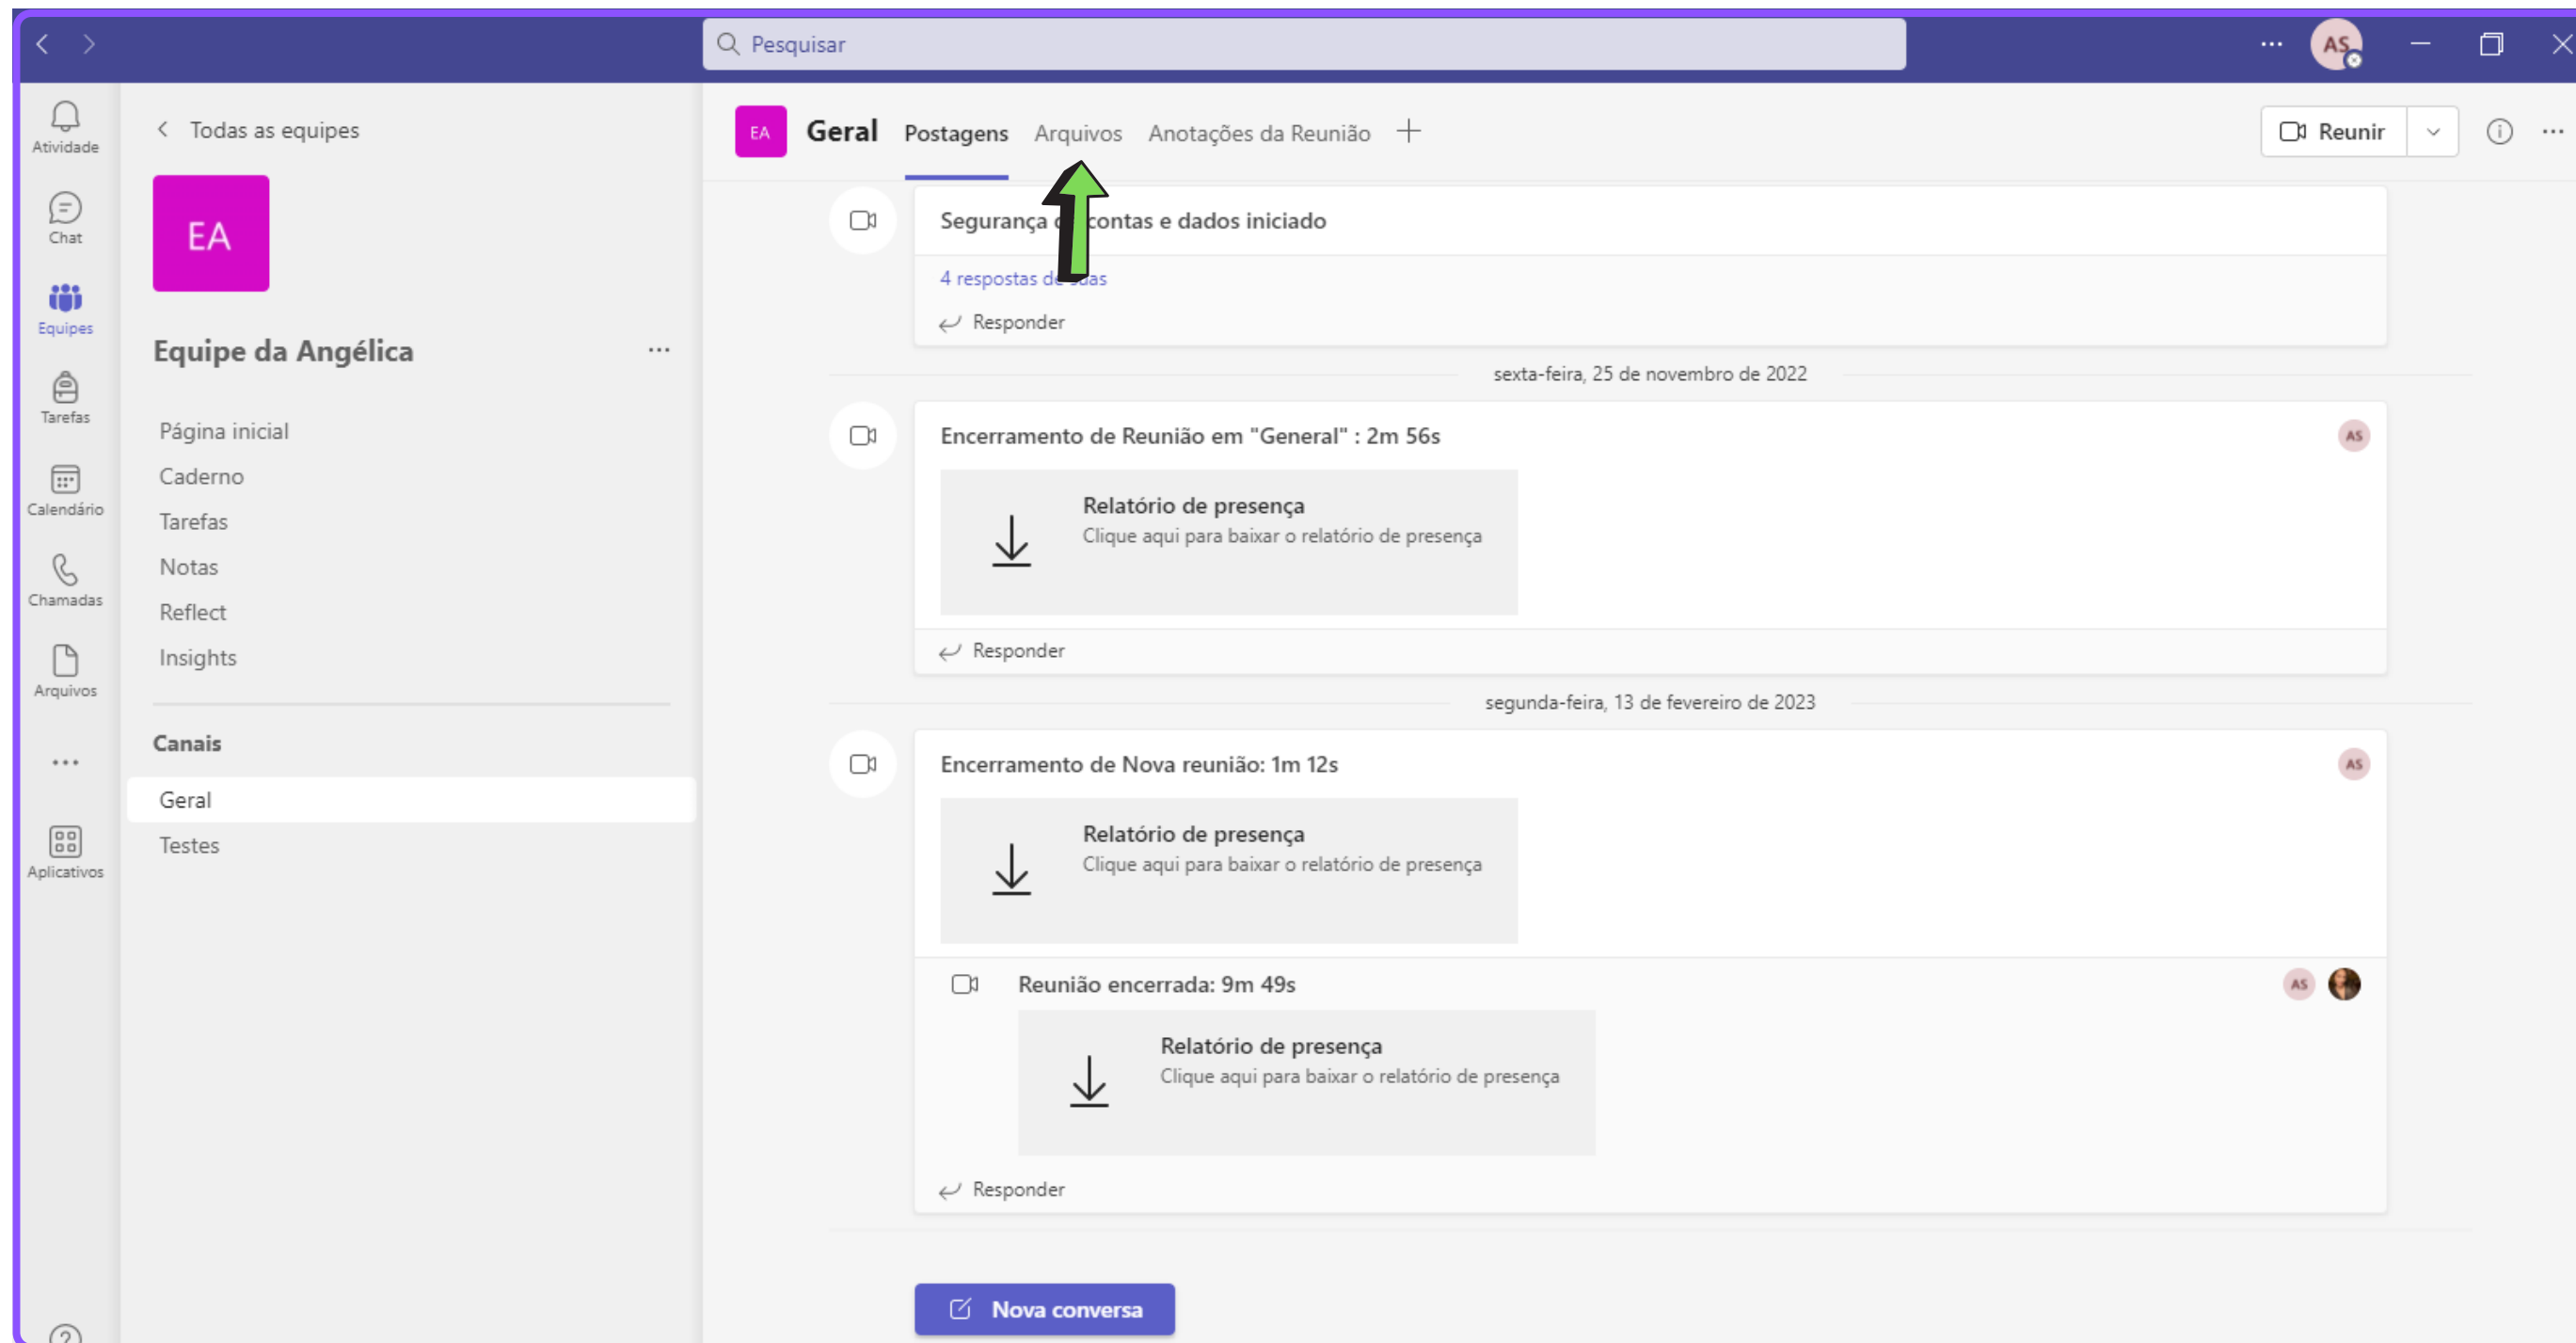 Pesquisar
AS
Atividade
Chat
Equipes
Tarefas
Calendário
Chamadas
Arquivos
Aplicativos
Todas as equipes
EA
Equipe da Angélica
Página inicial
Caderno
Tarefas
Notas
Reflect
Insights
Canais
Geral
Testes
EA Geral Postagens Arquivos Anotações da Reunião
Reunir
Segurança contas e dados iniciado
4 respostas
Responder
sexta-feira, 25 de novembro de 2022
Encerramento de Reunião em "General" : 2m 56s
AS
Relatório de presença
Clique aqui para baixar o relatório de presença
Responder
segunda-feira, 13 de fevereiro de 2023
Encerramento de Nova reunião: 1m 12s
AS
Relatório de presença
Clique aqui para baixar o relatório de presença
Reunião encerrada: 9m 49s
AS
Relatório de presença
Clique aqui para baixar o relatório de presença
Responder
Nova conversa